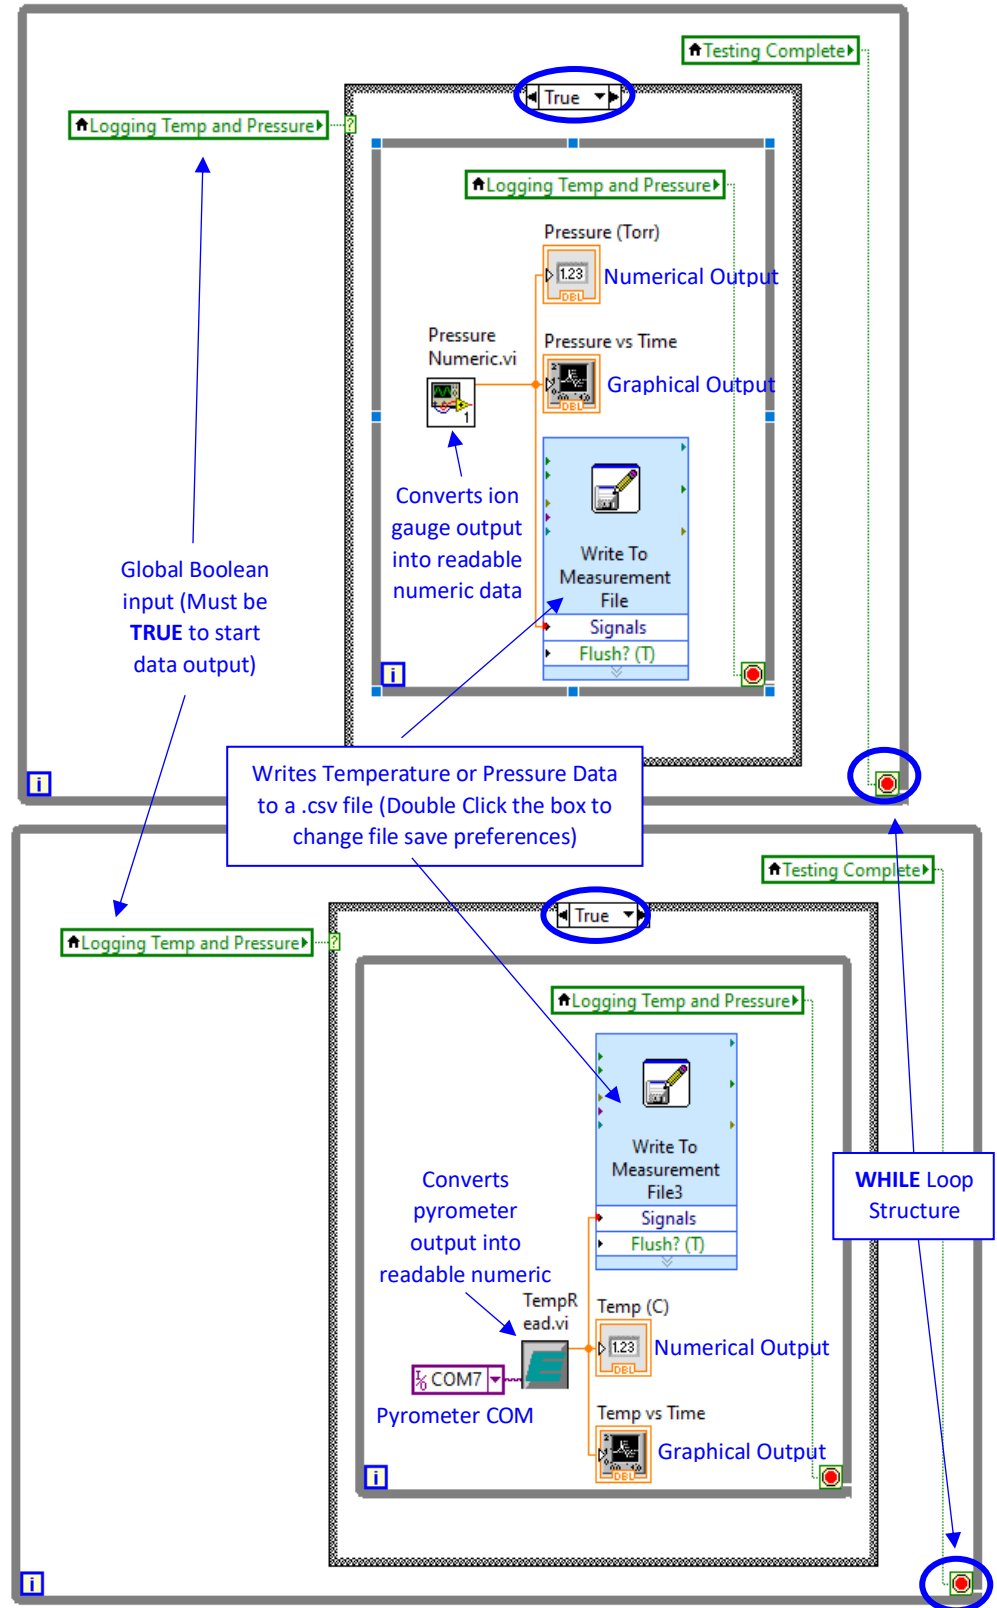 Testing Complete
True
Logging Temp and Pressure
?
Logging Temp and Pressure
Pressure (Torr)
1.23
DBL
Numerical Output
Pressure
Numeric.vi
1
Pressure vs Time
DBL
Graphical Output
Converts ion
gauge output
into readable
numeric data
Write To
Measurement
File
Signals
Flush? (T)
i
Global Boolean
input (Must be
TRUE to start
data output)
i
Writes Temperature or Pressure Data
to a .csv file (Double Click the box to
change file save preferences)
Testing Complete
True
Logging Temp and Pressure
?
Logging Temp and Pressure
Write To
Measurement
File3
Signals
Flush? (T)
WHILE Loop
Structure
Converts
pyrometer
output into
readable numeric
TempR
ead.vi
Temp (C)
1.23
DBL
Numerical Output
I/O COM7
Pyrometer COM
Temp vs Time
DBL
Graphical Output
i
i